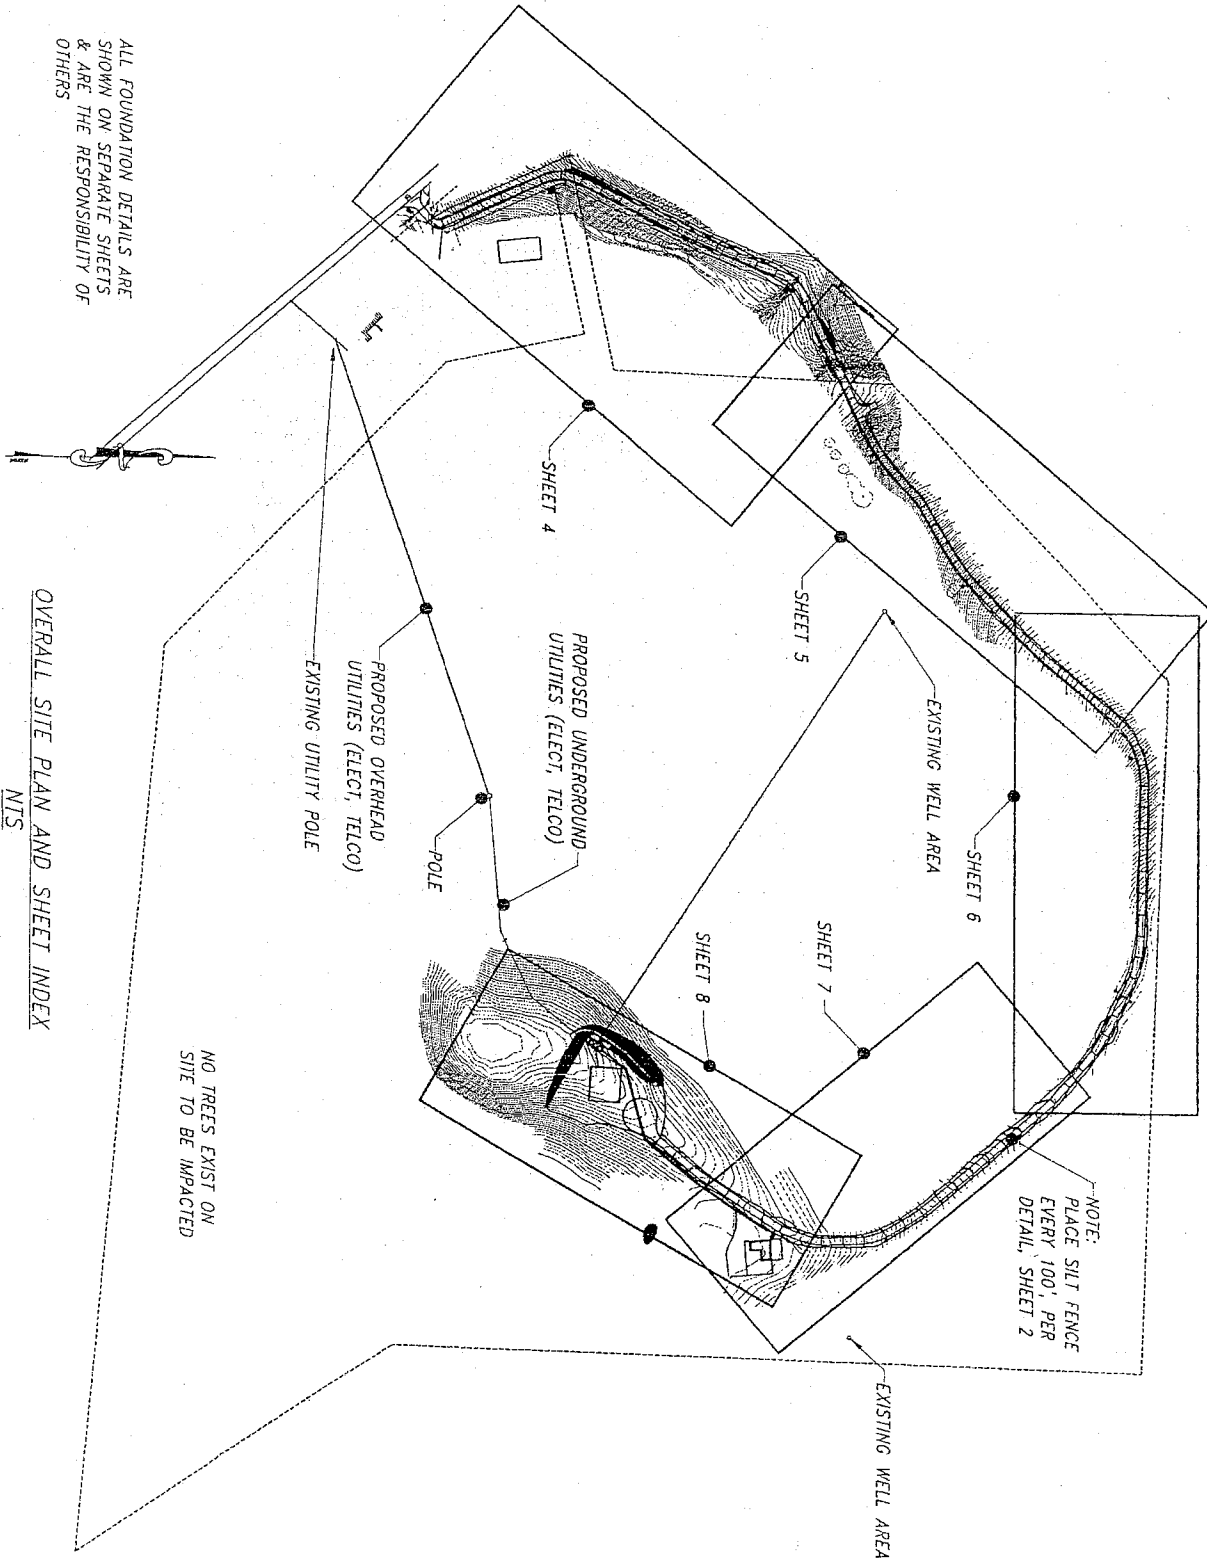 NOTE:
PLACE SILT FENCE
EVERY 100', PER
DETAIL, SHEET 2
SHEET 6
EXISTING WELL AREA
EXISTING WELL AREA
SHEET 5
SHEET 7
SHEET 8
SHEET 4
PROPOSED UNDERGROUND
UTILITIES (ELECT, TELCO)
POLE
PROPOSED OVERHEAD
UTILITIES (ELECT, TELCO)
EXISTING UTILITY POLE
NO TREES EXIST ON
SITE TO BE IMPACTED
ALL FOUNDATION DETAILS ARE
SHOWN ON SEPARATE SHEETS
& ARE THE RESPONSIBILITY OF
OTHERS
OVERALL SITE PLAN AND SHEET INDEX
NTS